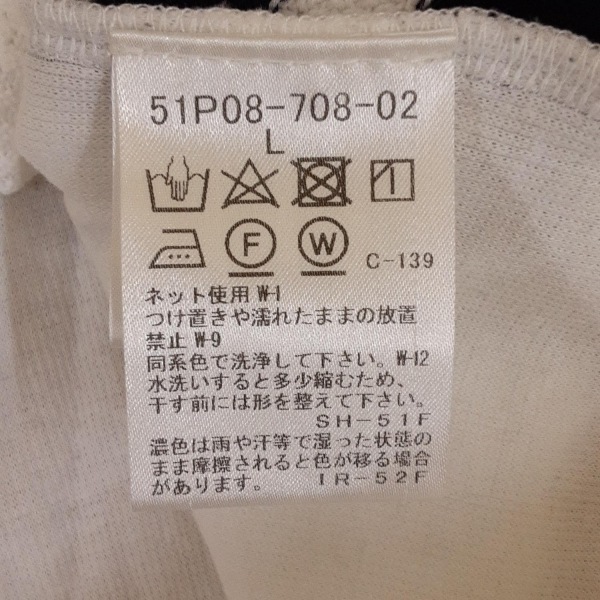 51P08-708-02
L
F W C-139
ネット使用 W-1
つけ置きや濡れたままの放置
禁止 W-9
同系色で洗浄して下さい。W-12
水洗いすると多少縮むため、
干す前には形を整えて下さい。
SH-51F
濃色は雨や汗等で湿った状態の
まま摩擦されると色が移る場合
があります。 IR-52F